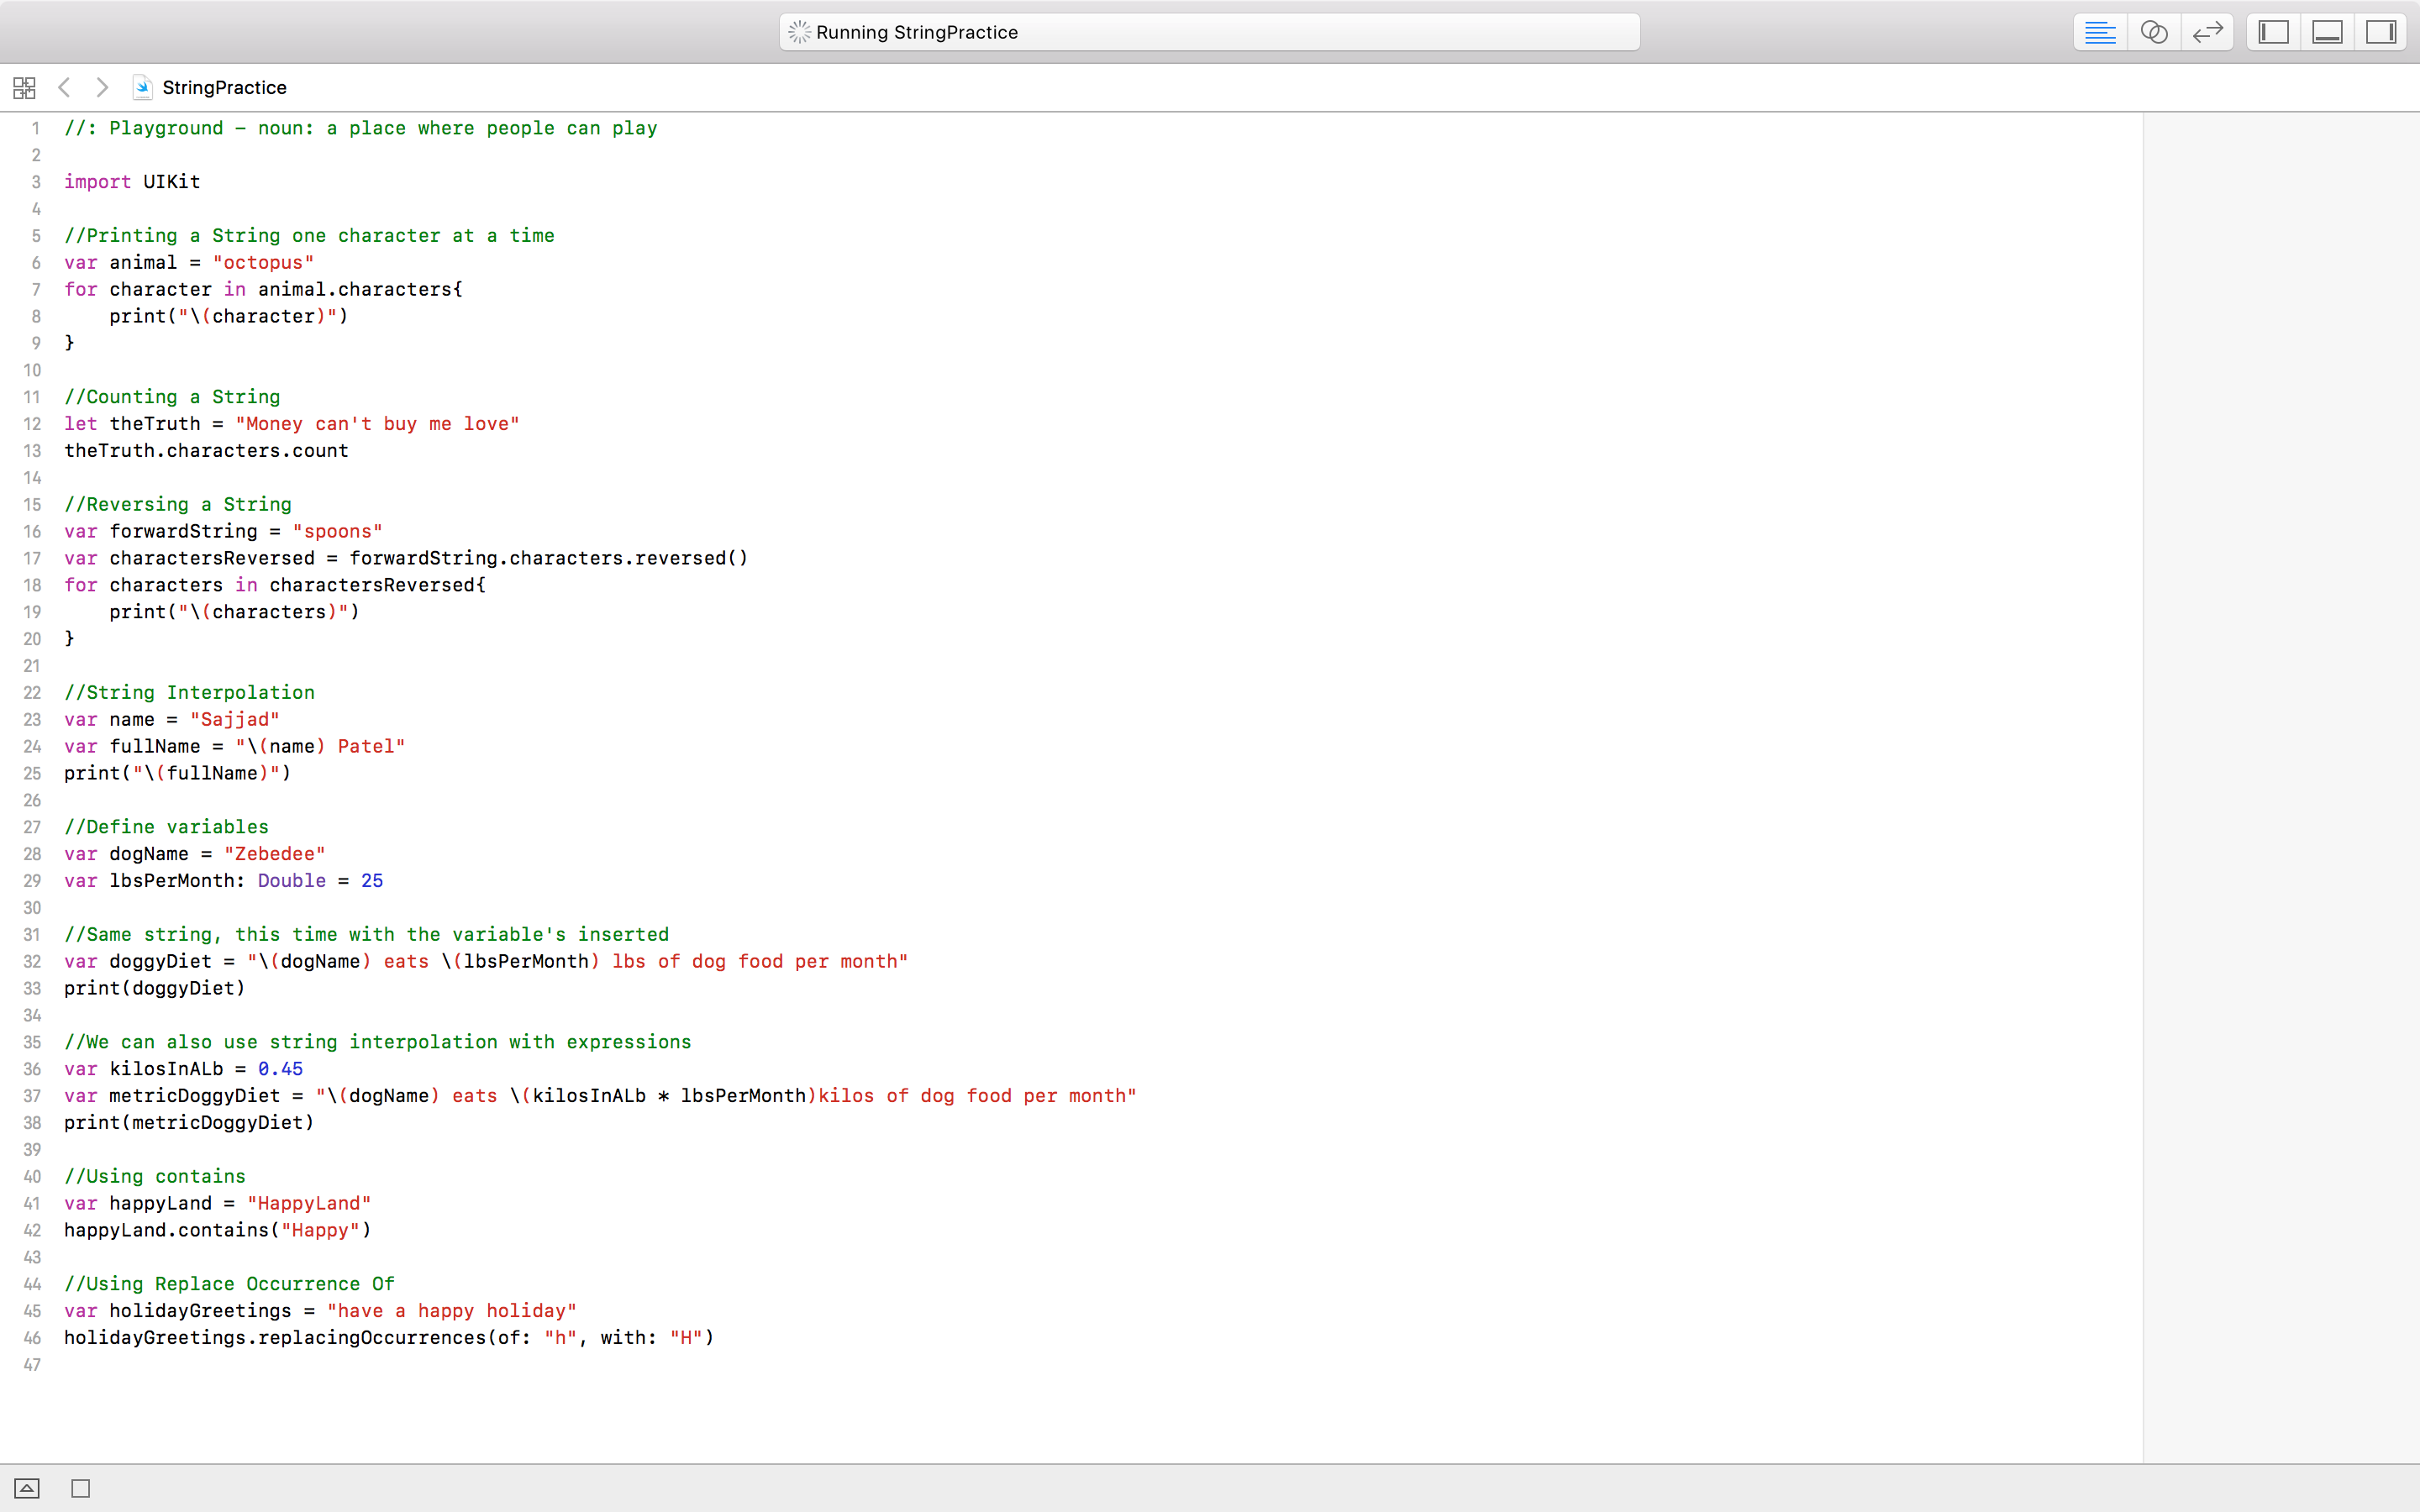 Running StringPractice
StringPractice
1 //: Playground – noun: a place where people can play
2
3 import UIKit
4
5 //Printing a String one character at a time
6 var animal = "octopus"
7 for character in animal.characters{
8     print("\(character)")
9 }
10
11 //Counting a String
12 let theTruth = "Money can't buy me love"
13 theTruth.characters.count
14
15 //Reversing a String
16 var forwardString = "spoons"
17 var charactersReversed = forwardString.characters.reversed()
18 for characters in charactersReversed{
19     print("\(characters)")
20 }
21
22 //String Interpolation
23 var name = "Sajjad"
24 var fullName = "\(name) Patel"
25 print("\(fullName)")
26
27 //Define variables
28 var dogName = "Zebedee"
29 var lbsPerMonth: Double = 25
30
31 //Same string, this time with the variable's inserted
32 var doggyDiet = "\(dogName) eats \(lbsPerMonth) lbs of dog food per month"
33 print(doggyDiet)
34
35 //We can also use string interpolation with expressions
36 var kilosInALb = 0.45
37 var metricDoggyDiet = "\(dogName) eats \(kilosInALb * lbsPerMonth)kilos of dog food per month"
38 print(metricDoggyDiet)
39
40 //Using contains
41 var happyLand = "HappyLand"
42 happyLand.contains("Happy")
43
44 //Using Replace Occurrence Of
45 var holidayGreetings = "have a happy holiday"
46 holidayGreetings.replacingOccurrences(of: "h", with: "H")
47